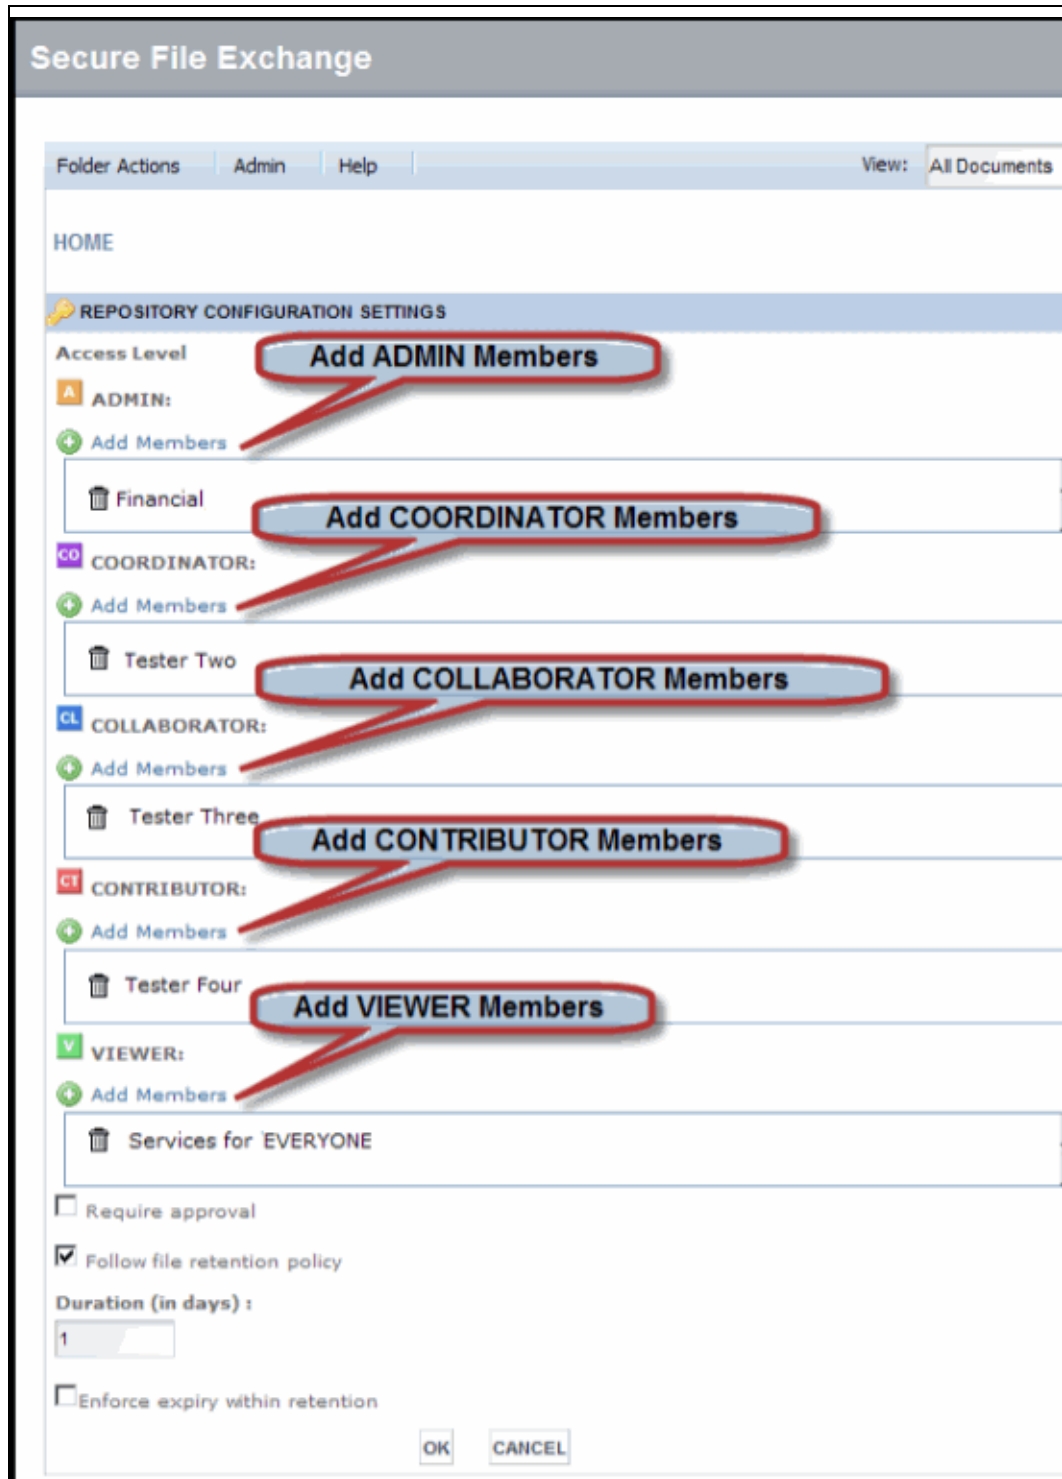 Secure File Exchange
Folder Actions Admin Help View: All Documents
HOME
REPOSITORY CONFIGURATION SETTINGS
Access Level
Add ADMIN Members
A ADMIN:
Add Members
Financial
Add COORDINATOR Members
CO COORDINATOR:
Add Members
Tester Two
Add COLLABORATOR Members
CL COLLABORATOR:
Add Members
Tester Three
Add CONTRIBUTOR Members
CT CONTRIBUTOR:
Add Members
Tester Four
Add VIEWER Members
V VIEWER:
Add Members
Services for EVERYONE
Require approval
Follow file retention policy
Duration (in days) :
1
Enforce expiry within retention
OK CANCEL